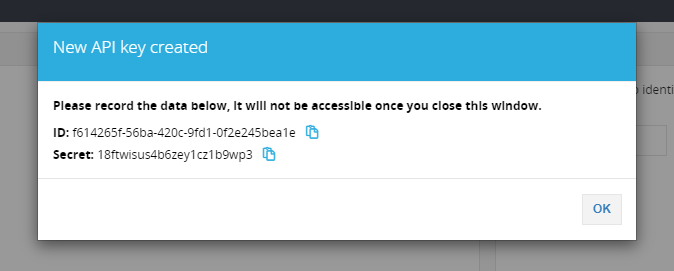 New API key created
Please record the data below, it will not be accessible once you close this window.
ID: f614265f-56ba-420c-9fd1-0f2e245bea1e
Secret: 18ftwisus4b6zey1cz1b9wp3
OK